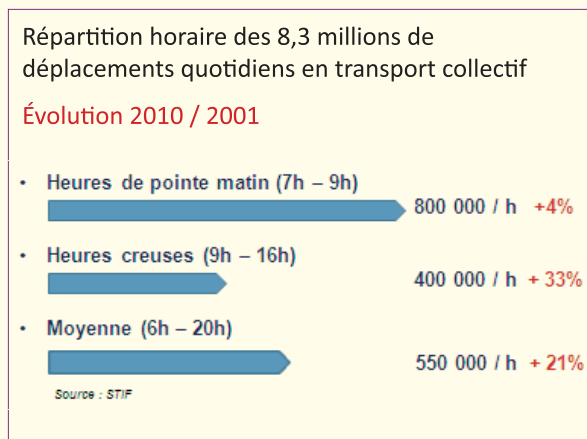 Répartition horaire des 8,3 millions de
déplacements quotidiens en transport collectif
Évolution 2010 / 2001
• Heures de pointe matin (7h – 9h)
800 000 / h +4%
• Heures creuses (9h – 16h)
400 000 / h + 33%
• Moyenne (6h – 20h)
550 000 / h + 21%
Source : STIF